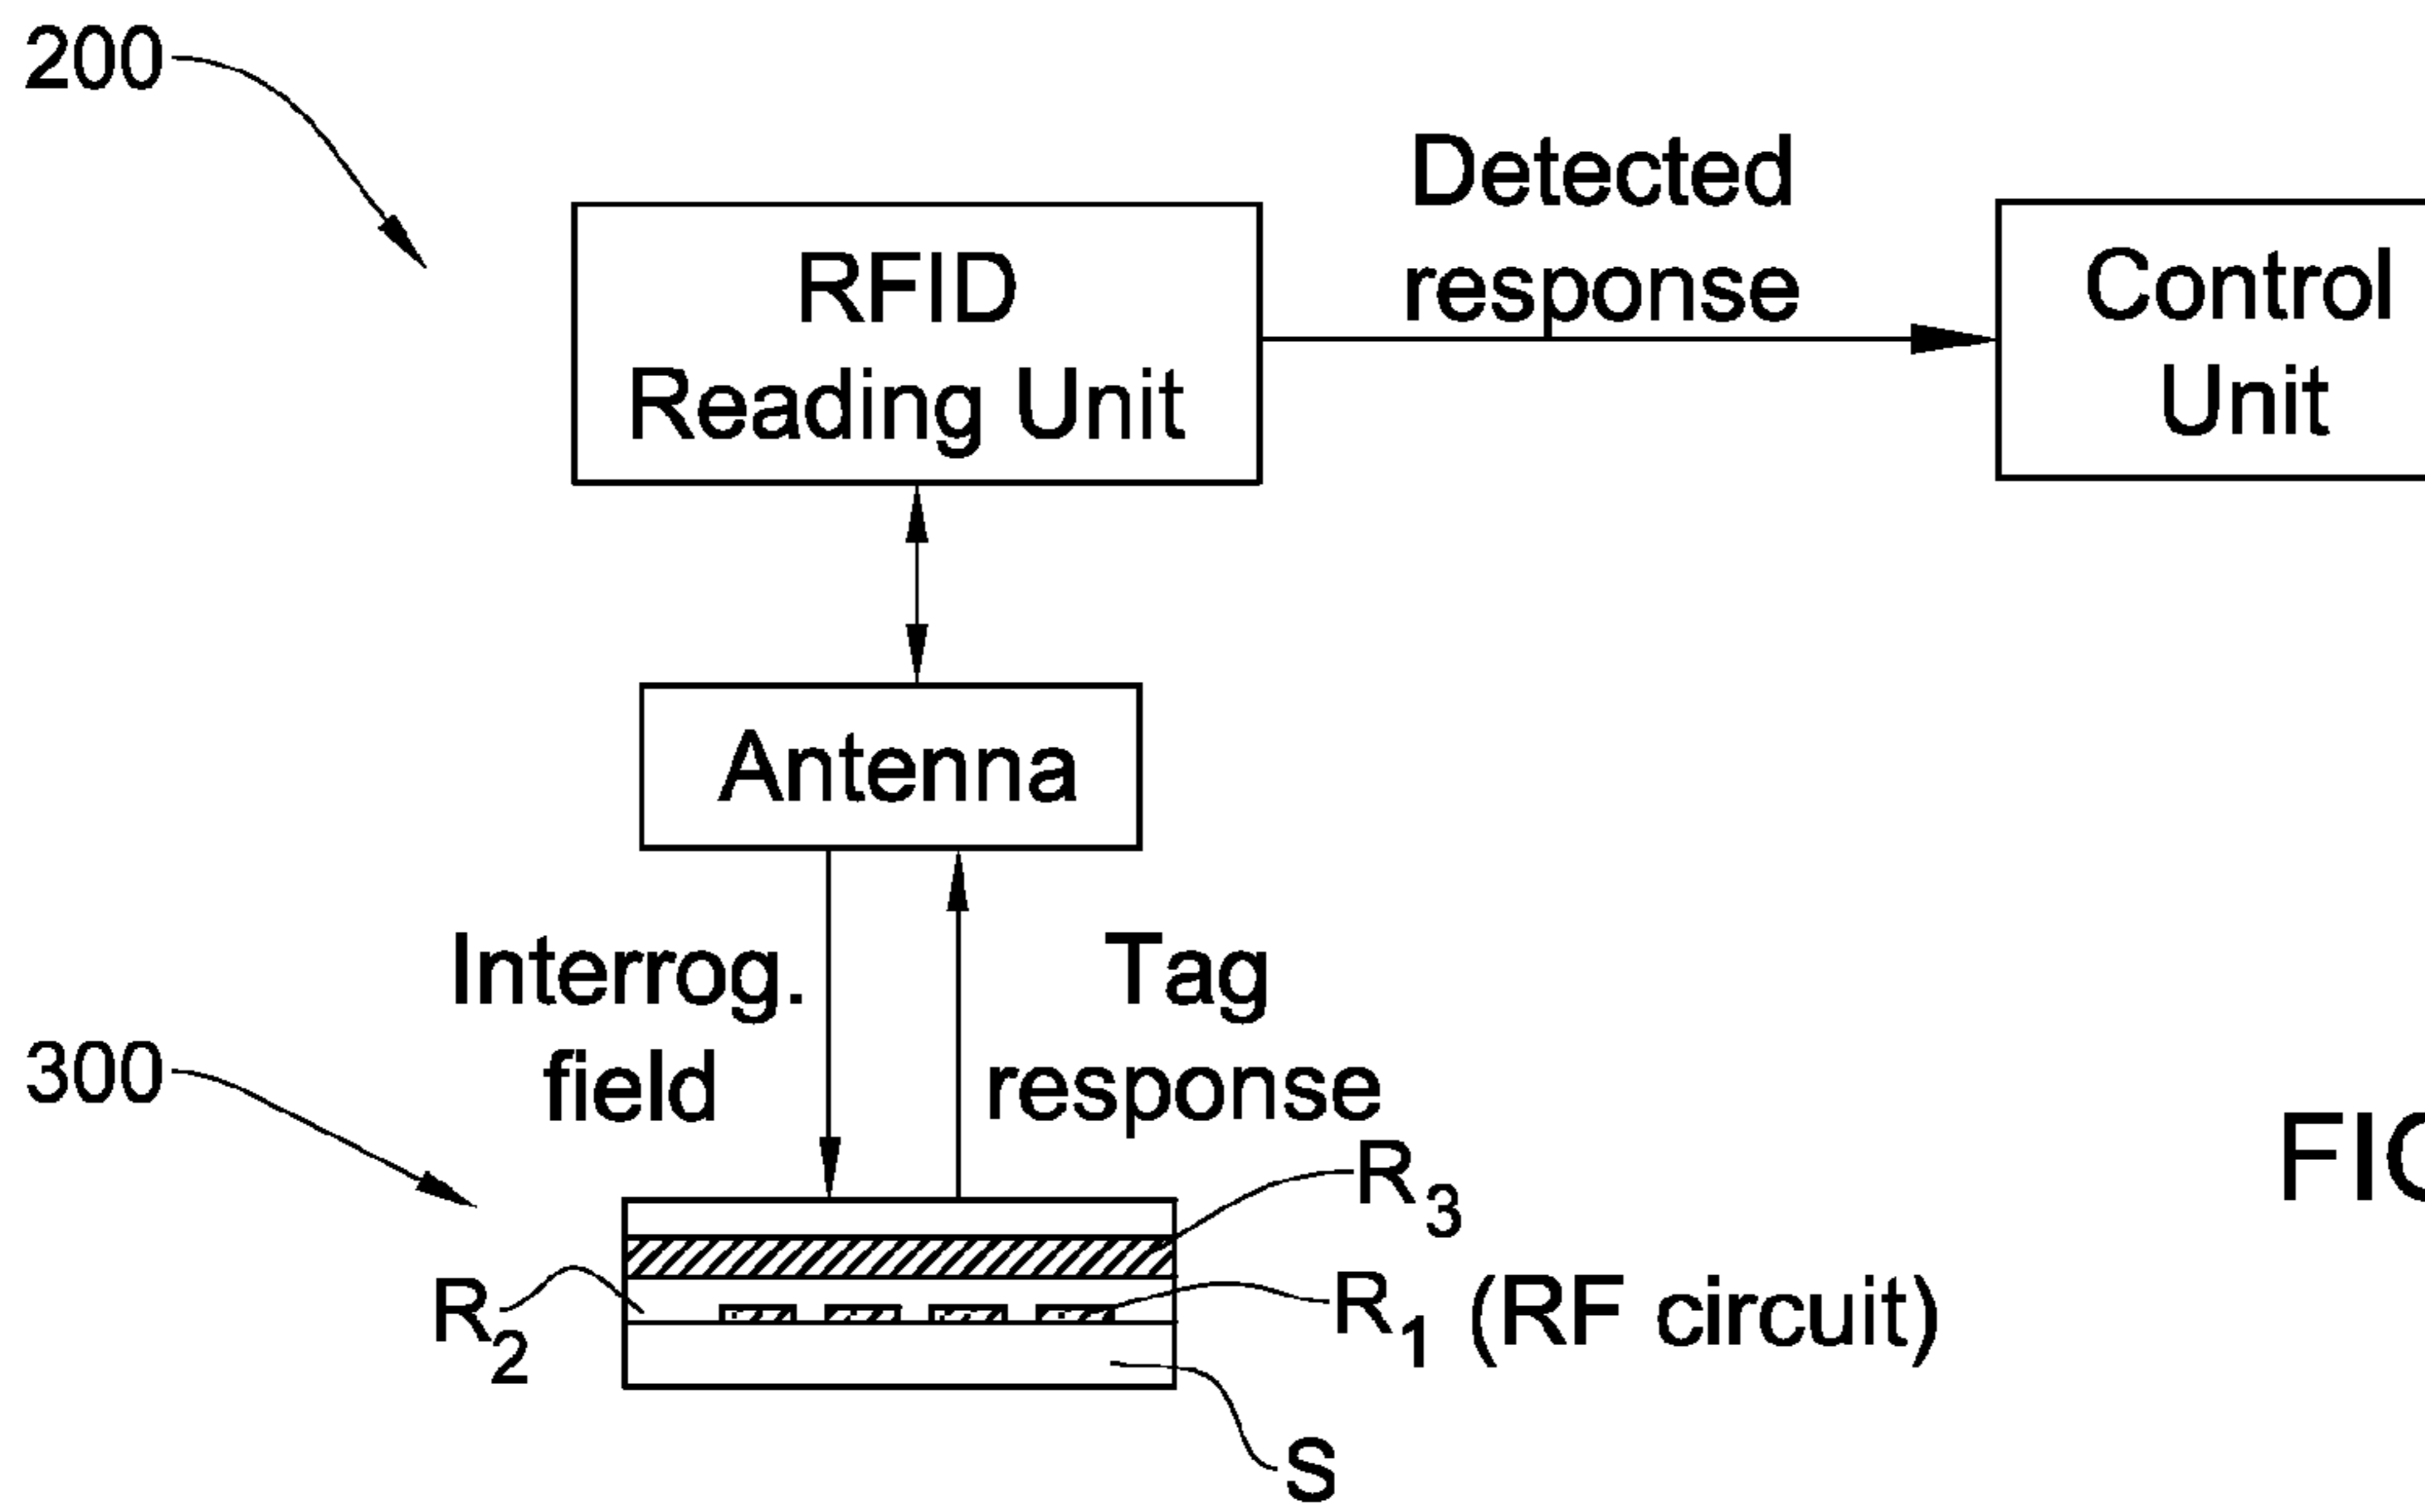 200
Detected
response
RFID
Reading Unit
Control
Unit
Antenna
Interrog.
field
Tag
response
300
R3
R2
R1 (RF circuit)
S